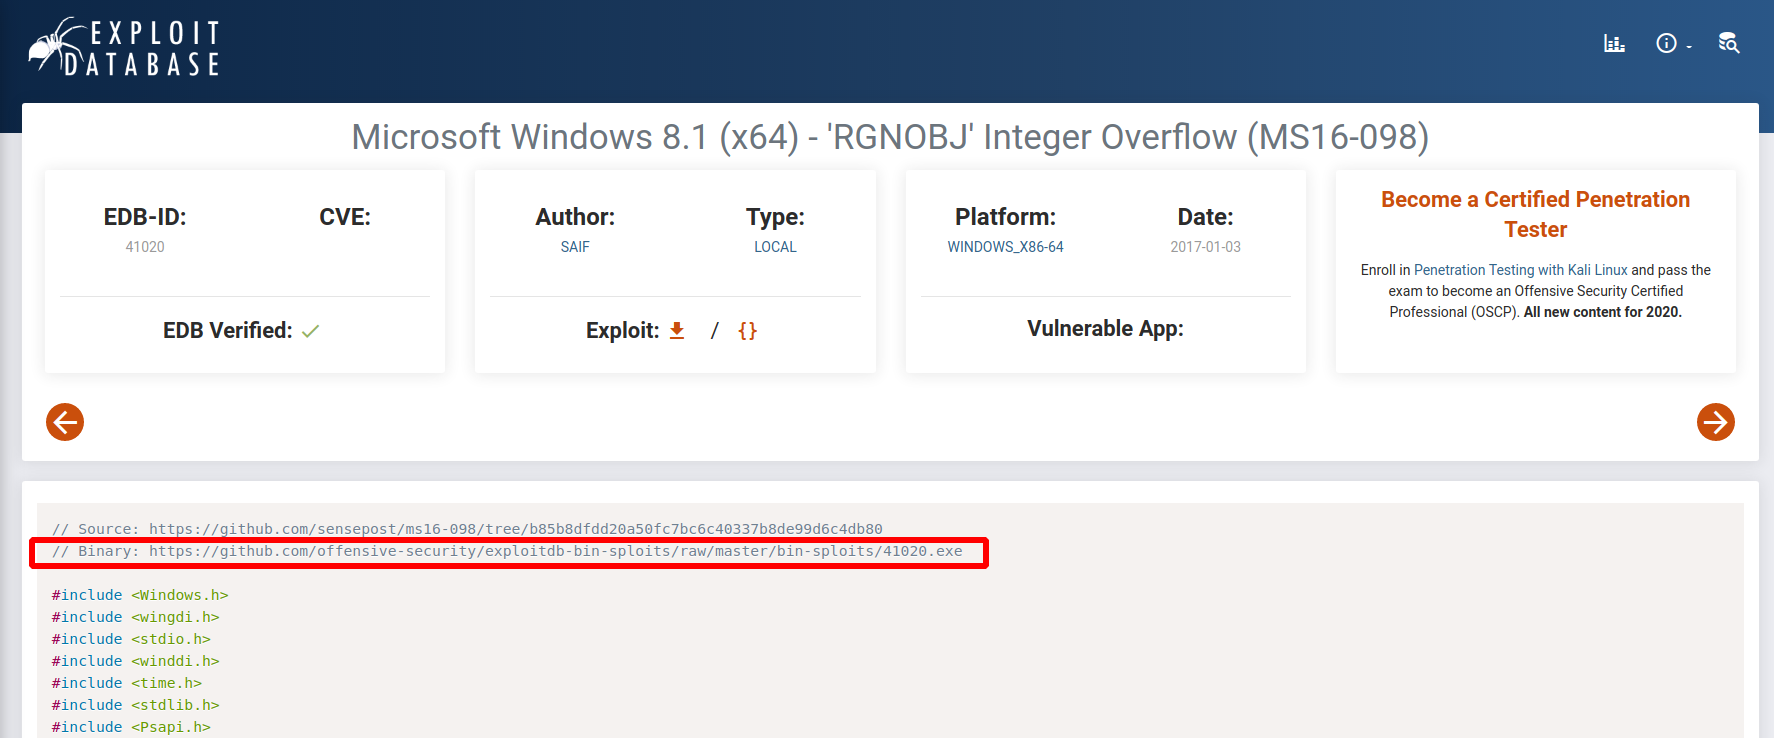 EXPLOIT
DATABASE
Microsoft Windows 8.1 (x64) - 'RGNOBJ' Integer Overflow (MS16-098)
EDB-ID:
41020
CVE:
EDB Verified:
Author:
SAIF
Type:
LOCAL
Exploit: / {}
Platform:
WINDOWS_X86-64
Date:
2017-01-03
Vulnerable App:
Become a Certified Penetration
Tester
Enroll in Penetration Testing with Kali Linux and pass the
exam to become an Offensive Security Certified
Professional (OSCP). All new content for 2020.
// Source: https://github.com/sensepost/ms16-098/tree/b85b8dfdd20a50fc7bc6c40337b8de99d6c4db80
// Binary: https://github.com/offensive-security/exploitdb-bin-sploits/raw/master/bin-sploits/41020.exe
#include <Windows.h>
#include <wingdi.h>
#include <stdio.h>
#include <winddi.h>
#include <time.h>
#include <stdlib.h>
#include <Psapi.h>